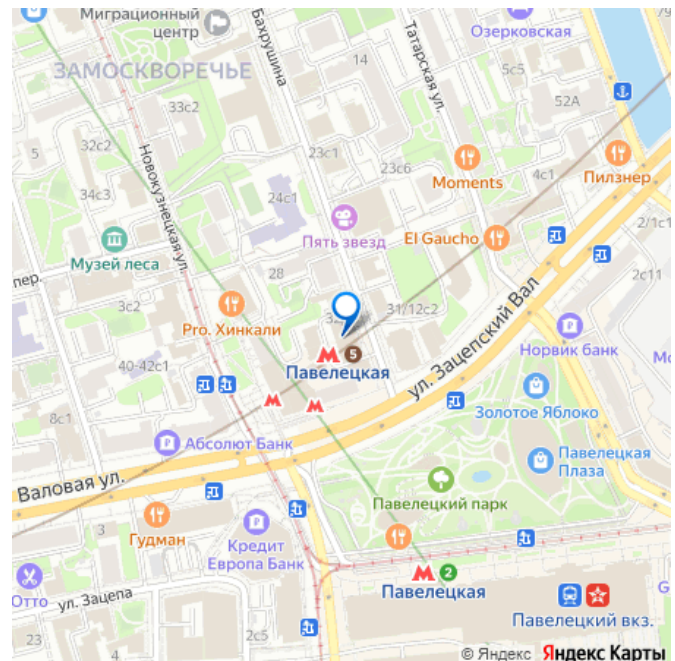 Миграционный
центр
Бахрушина
Татарская ул.
Озерковская
79
ЗАМОСКВОРЕЧЬЕ
14
5с5
52А
33с2
5
32с2
Новокузнецкая ул.
23с1
23с6
Moments
4с1
Пилзнер
34с3
24с1
Пять звезд
El Gaucho
2/1с1
Музей леса
пер.
28
2с11
3с2
Pro. Хинкали
31/12с2
ул. Зацепский Вал
Норвик банк
5
Павелецкая
40-42с1
Золотое Яблоко
8с1
Абсолют Банк
Павелецкая
Плаза
Валовая ул.
Павелецкий парк
Гудман
Кредит
Европа Банк
2
Павелецкая
Отто
ул. Зацепа
Павелецкий вкз.
23
4
2с5
© Яндекс Яндекс Карты